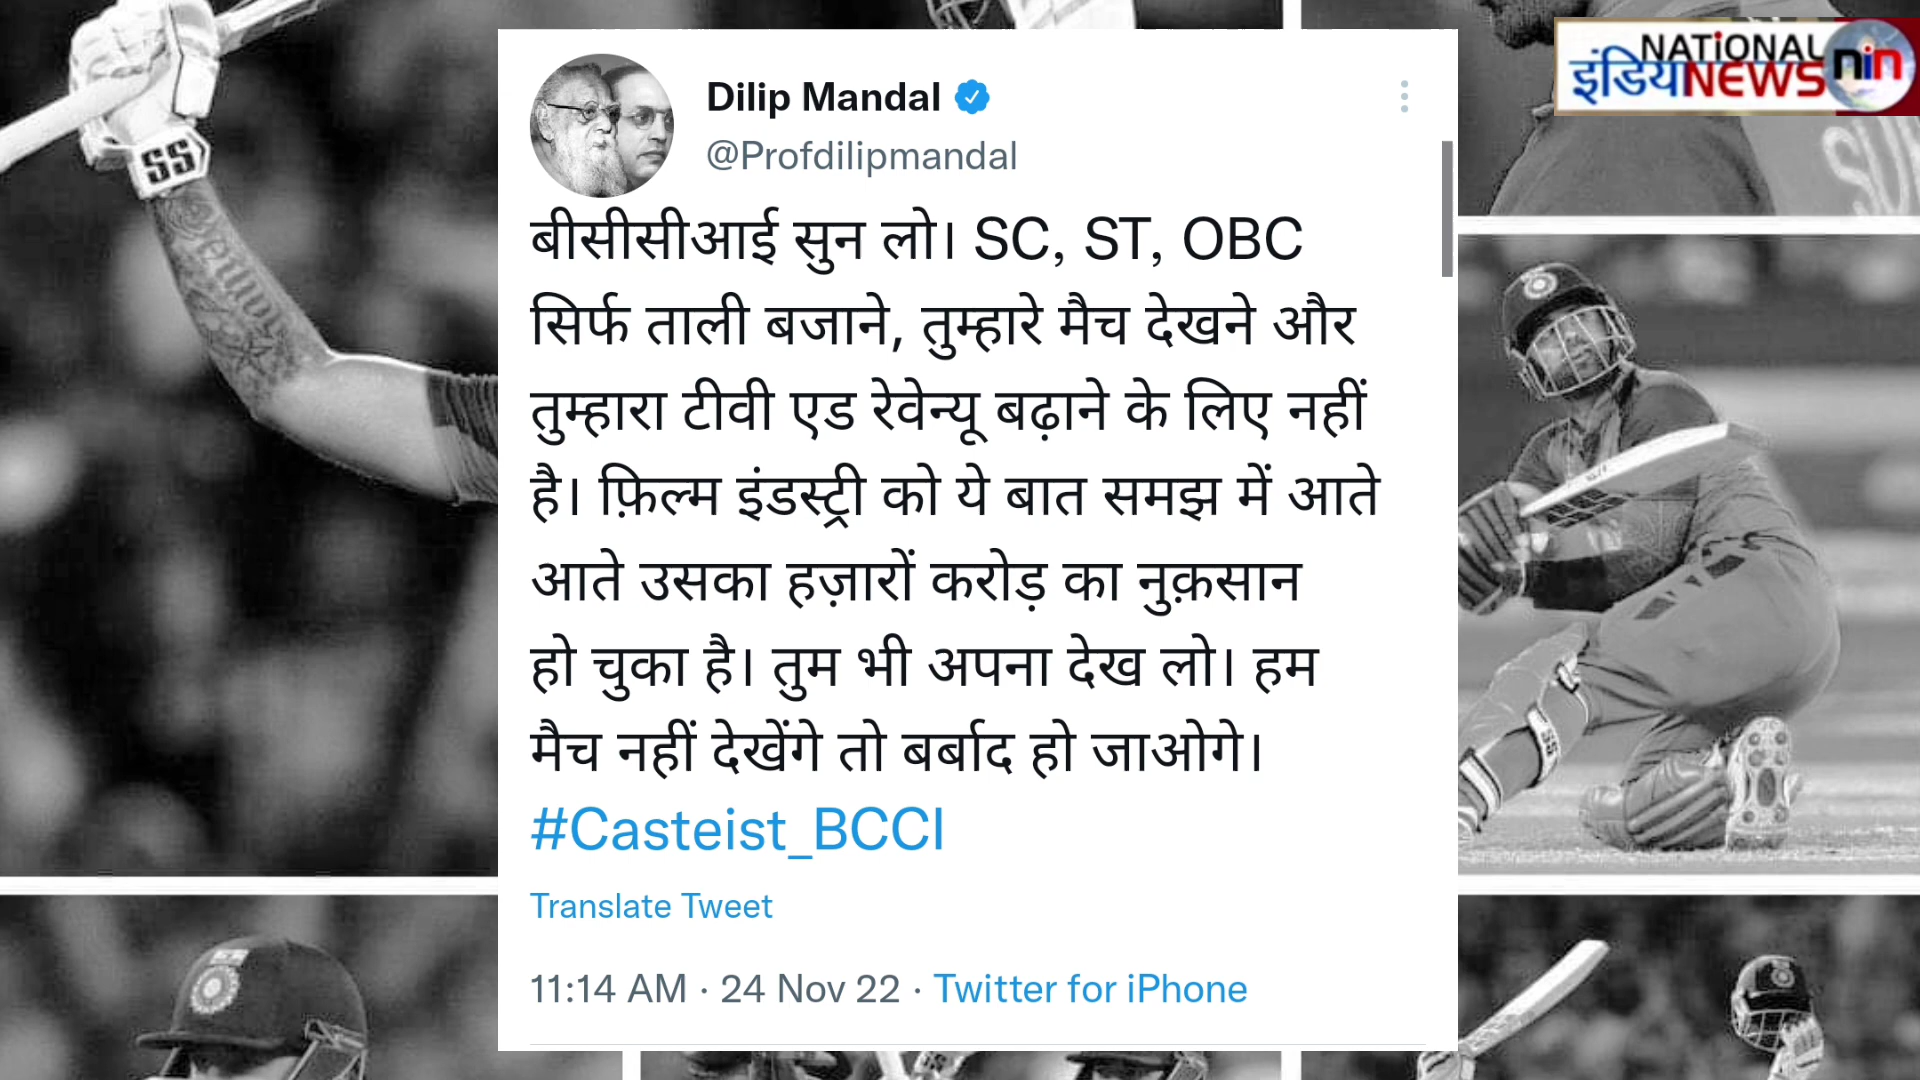 NATiONAL
इंडियाNEWS nin
SS
Dilip Mandal
@Profdilipmandal
बीसीसीआई सुन लो। SC, ST, OBC
सिर्फ ताली बजाने, तुम्हारे मैच देखने और
तुम्हारा टीवी एड रेवेन्यू बढ़ाने के लिए नहीं
है। फ़िल्म इंडस्ट्री को ये बात समझ में आते
आते उसका हज़ारों करोड़ का नुक़सान
हो चुका है। तुम भी अपना देख लो। हम
मैच नहीं देखेंगे तो बर्बाद हो जाओगे।
#Casteist_BCCI
Translate Tweet
11:14 AM · 24 Nov 22 · Twitter for iPhone
SS